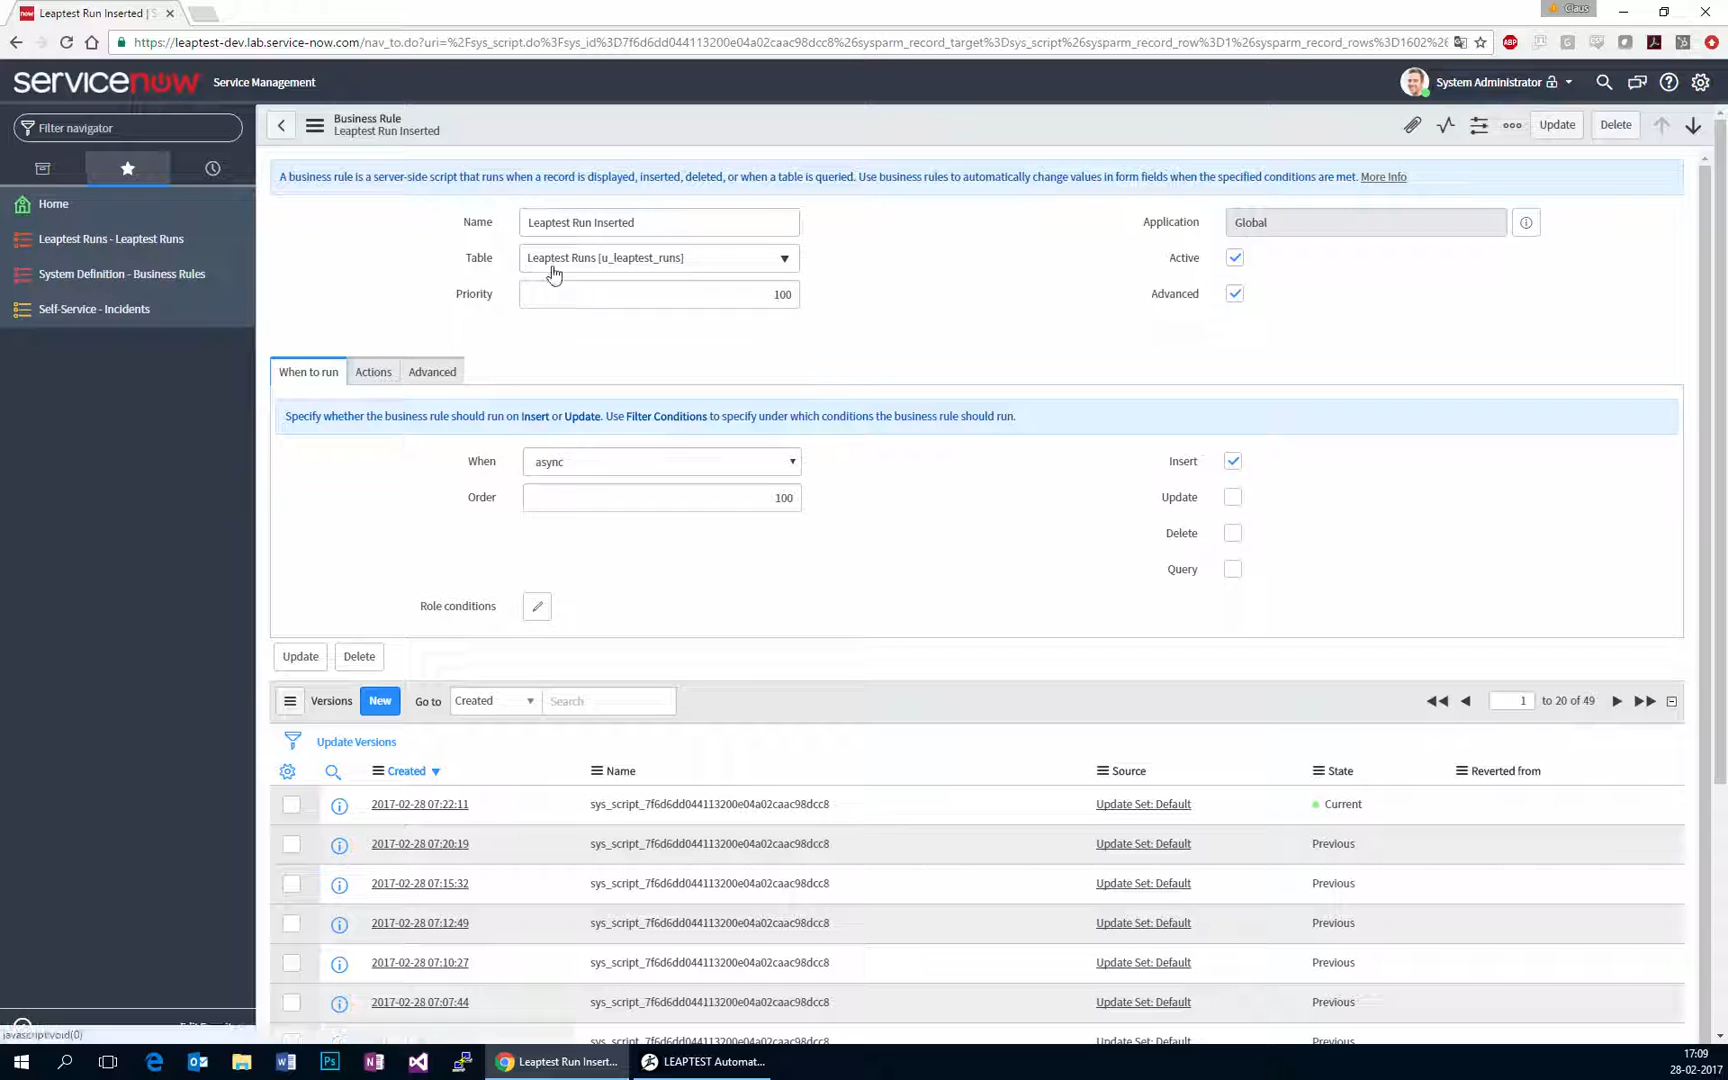 Leaptest Run Inserted | S
Claus
https://leaptest-dev.lab.service-now.com/nav_to.do?uri=%2Fsys_script.do%3Fsys_id%3D7f6d6dd044113200e04a02caac98dcc8%26sysparm_record_target%3Dsys_script%26sysparm_record_row%3D1%26sysparm_record_rows%3D1602%26
servicenow Service Management
System Administrator
Filter navigator
Home
Leaptest Runs - Leaptest Runs
System Definition - Business Rules
Self-Service - Incidents
Business Rule
Leaptest Run Inserted
Update
Delete
A business rule is a server-side script that runs when a record is displayed, inserted, deleted, or when a table is queried. Use business rules to automatically change values in form fields when the specified conditions are met. More Info
Name Leaptest Run Inserted Application Global
Table Leaptest Runs [u_leaptest_runs] Active
Priority 100 Advanced
When to run Actions Advanced
Specify whether the business rule should run on Insert or Update. Use Filter Conditions to specify under which conditions the business rule should run.
When async Insert
Order 100 Update
Delete
Query
Role conditions
Update Delete
Versions New Go to Created Search 1 to 20 of 49
Update Versions
Created Name Source State Reverted from
2017-02-28 07:22:11 sys_script_7f6d6dd044113200e04a02caac98dcc8 Update Set: Default Current
2017-02-28 07:20:19 sys_script_7f6d6dd044113200e04a02caac98dcc8 Update Set: Default Previous
2017-02-28 07:15:32 sys_script_7f6d6dd044113200e04a02caac98dcc8 Update Set: Default Previous
2017-02-28 07:12:49 sys_script_7f6d6dd044113200e04a02caac98dcc8 Update Set: Default Previous
2017-02-28 07:10:27 sys_script_7f6d6dd044113200e04a02caac98dcc8 Update Set: Default Previous
2017-02-28 07:07:44 sys_script_7f6d6dd044113200e04a02caac98dcc8 Update Set: Default Previous
javascript:void(0)
Leaptest Run Insert...
LEAPTEST Automat...
17:09
28-02-2017